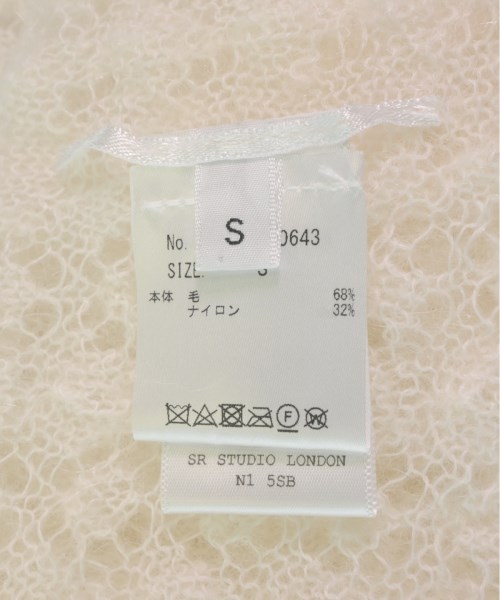 S
No. 0643
SIZE. S
本体 毛 68%
ナイロン 32%
F W
SR STUDIO LONDON
N1 5SB